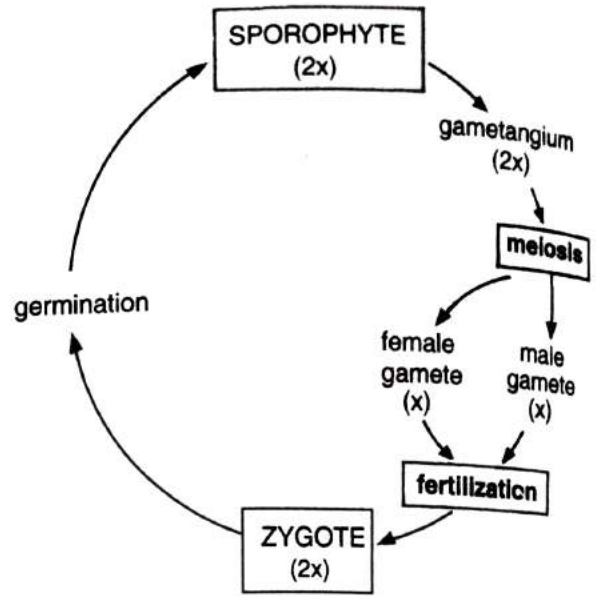 SPOROPHYTE
(2x)
gametangium
(2x)
meiosis
female
gamete
(x)
male
gamete
(x)
fertilization
ZYGOTE
(2x)
germination